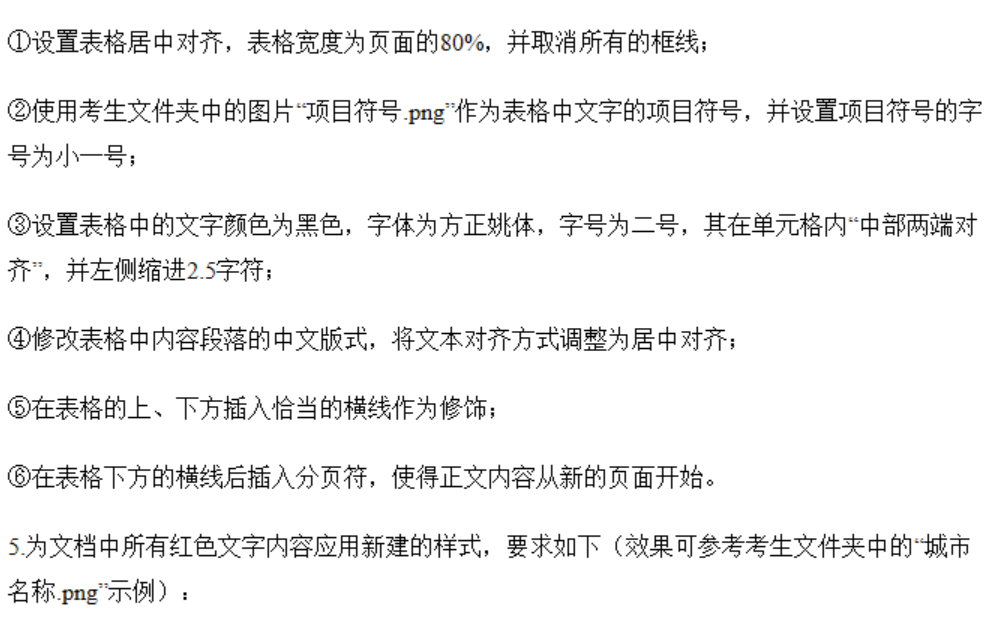 ①设置表格居中对齐，表格宽度为页面的80%，并取消所有的框线；
②使用考生文件夹中的图片“项目符号.png”作为表格中文字的项目符号，并设置项目符号的字
号为小一号；
③设置表格中的文字颜色为黑色，字体为方正姚体，字号为二号，其在单元格内“中部两端对
齐”，并左侧缩进2.5字符；
④修改表格中内容段落的中文版式，将文本对齐方式调整为居中对齐；
⑤在表格的上、下方插入恰当的横线作为修饰；
⑥在表格下方的横线后插入分页符，使得正文内容从新的页面开始。
5.为文档中所有红色文字内容应用新建的样式，要求如下（效果可参考考生文件夹中的“城市
名称.png”示例）：